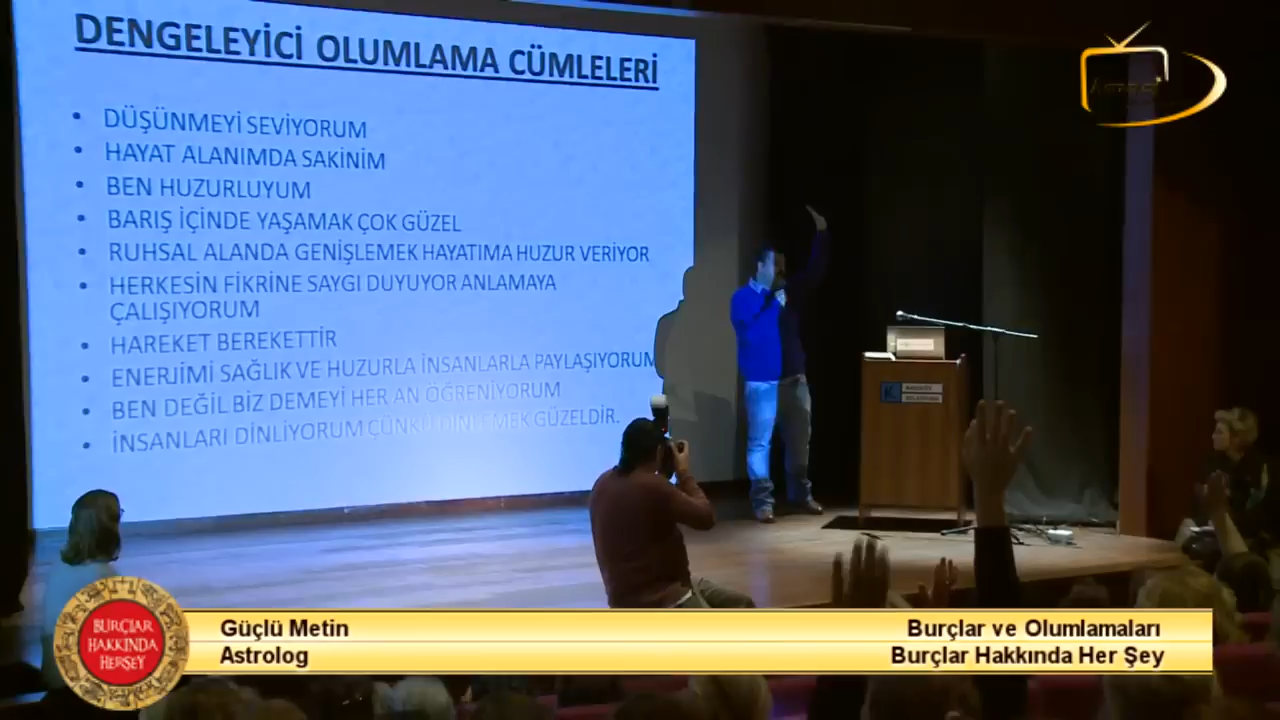 DENGELEYİCİ OLUMLAMA CÜMLELERİ
• DÜŞÜNMEYİ SEVİYORUM
• HAYAT ALANIMDA SAKİNİM
• BEN HUZURLUYUM
• BARIŞ İÇİNDE YAŞAMAK ÇOK GÜZEL
• RUHSAL ALANDA GENİŞLEMEK HAYATIMA HUZUR VERİYOR
• HERKESİN FİKRİNE SAYGI DUYUYOR ANLAMAYA
ÇALIŞIYORUM
• HAREKET BEREKETTİR
• ENERJİMİ SAĞLIK VE HUZURLA İNSANLARLA PAYLAŞIYORUM
• BEN DEĞİL BİZ DEMEYİ HER AN ÖĞRENİYORUM
• İNSANLARI DİNLİYORUM ÇÜNKÜ DİNLEMEK GÜZELDİR.
BURÇLAR
HAKKINDA
HERŞEY
Güçlü Metin
Astrolog
Burçlar ve Olumlamaları
Burçlar Hakkında Her Şey